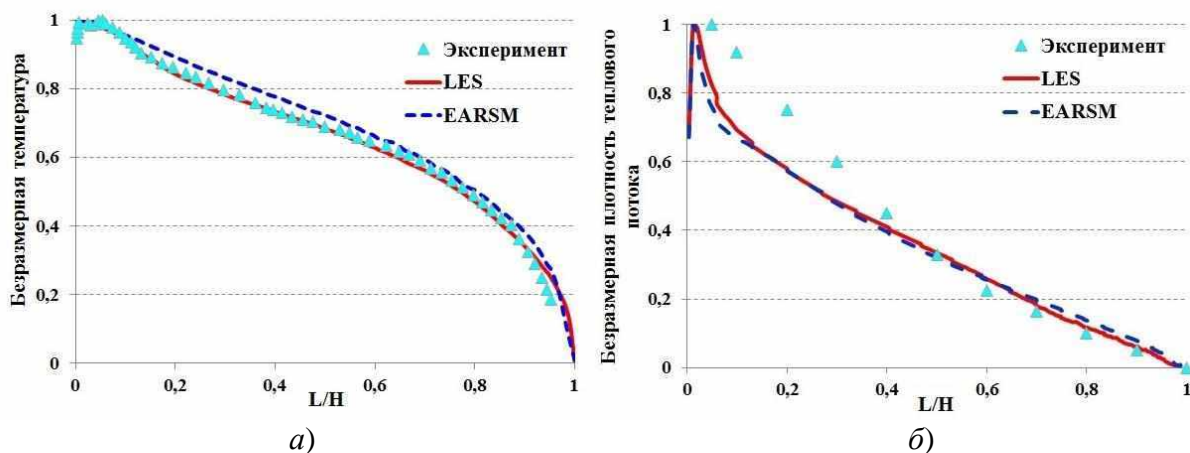 Безразмерная температура
1
0,8
0,6
0,4
0,2
0
0
0,2
0,4
0,6
0,8
1
L/H
Эксперимент
LES
EARSM
а)
Безразмерная плотность теплового
потока
1
0,8
0,6
0,4
0,2
0
0
0,2
0,4
0,6
0,8
1
L/H
Эксперимент
LES
EARSM
б)